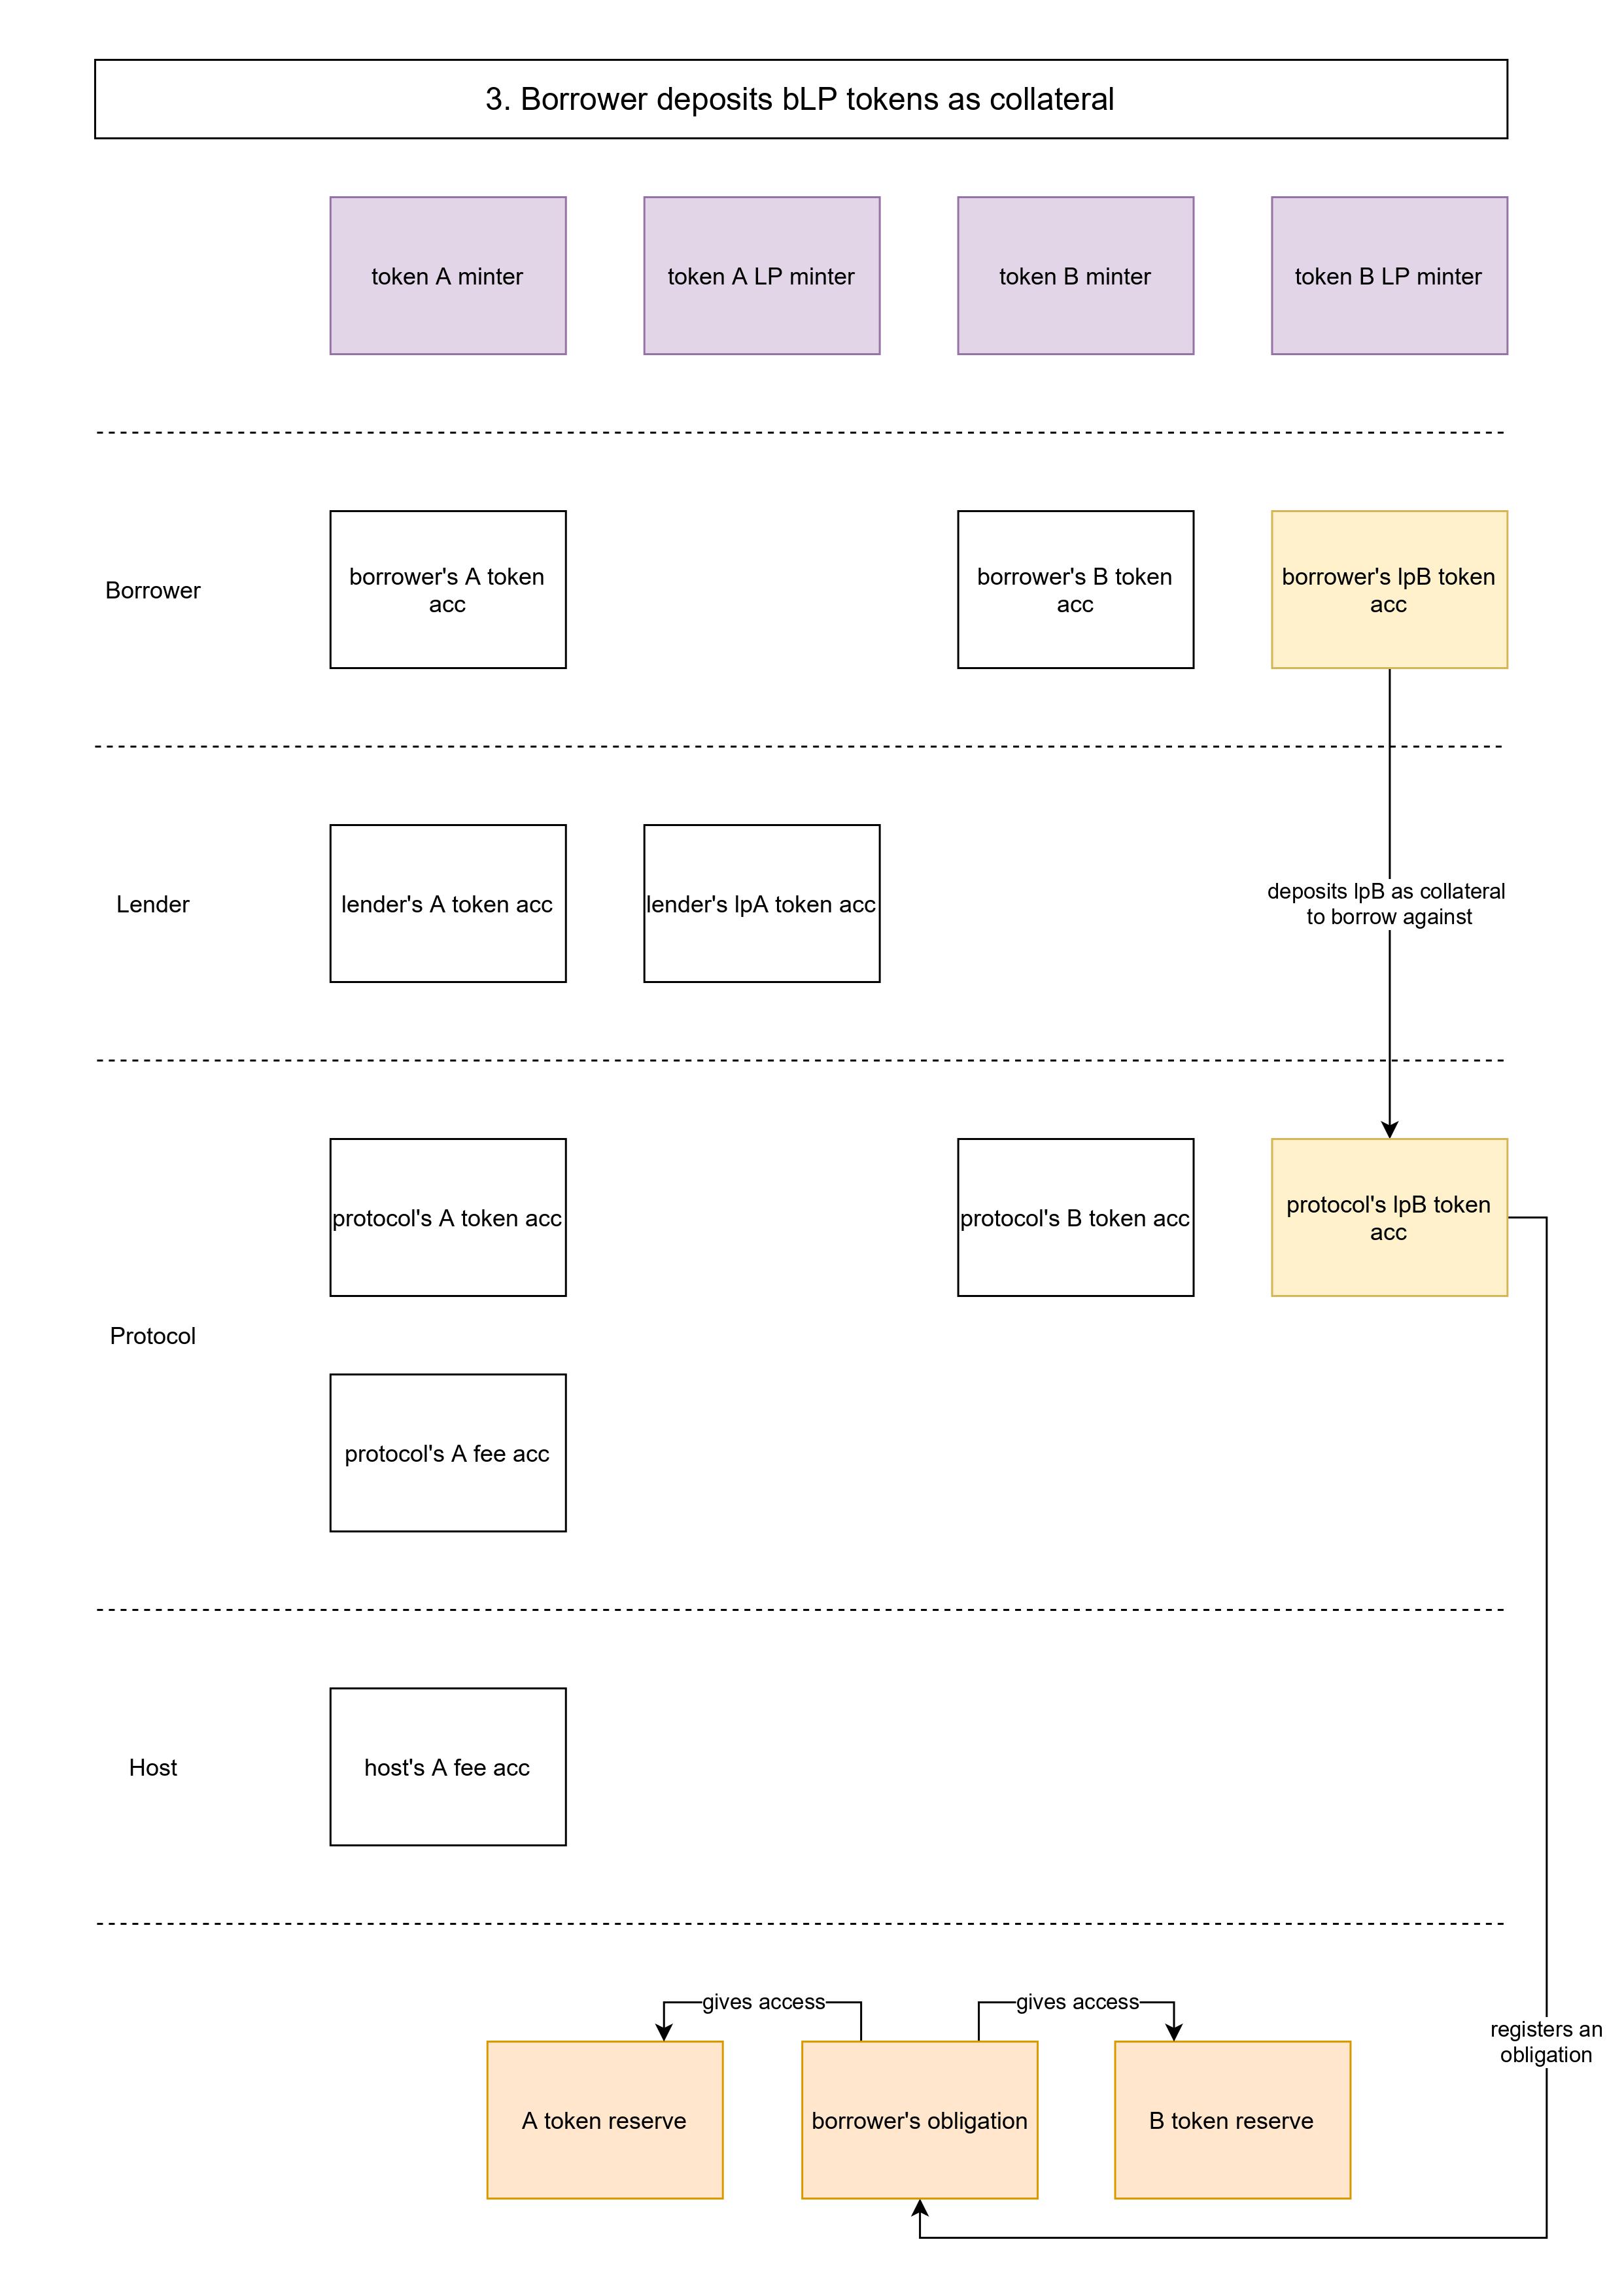 3. Borrower deposits bLP tokens as collateral
token A minter
token A LP minter
token B minter
token B LP minter
Borrower
borrower's A token
acc
borrower's B token
acc
borrower's lpB token
acc
Lender
lender's A token acc
lender's lpA token acc
deposits lpB as collateral
to borrow against
protocol's A token acc
protocol's B token acc
protocol's lpB token
acc
Protocol
protocol's A fee acc
Host
host's A fee acc
gives access
gives access
registers an
obligation
A token reserve
borrower's obligation
B token reserve